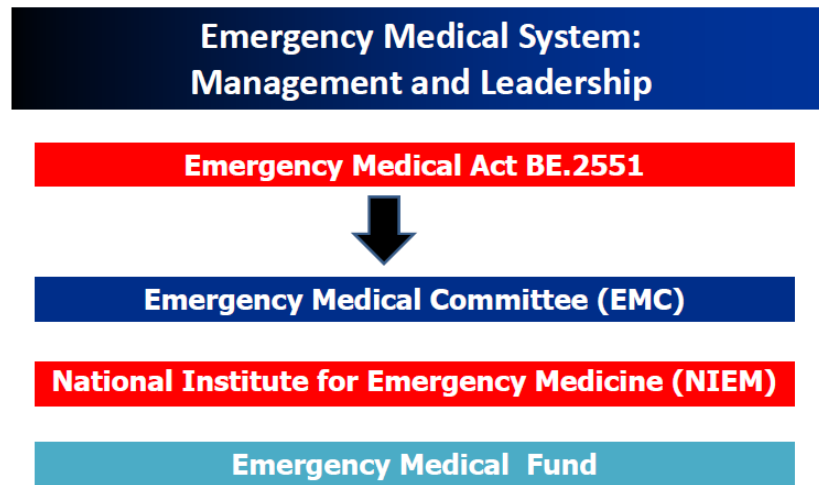 Emergency Medical System:
Management and Leadership
Emergency Medical Act BE.2551
Emergency Medical Committee (EMC)
National Institute for Emergency Medicine (NIEM)
Emergency Medical Fund